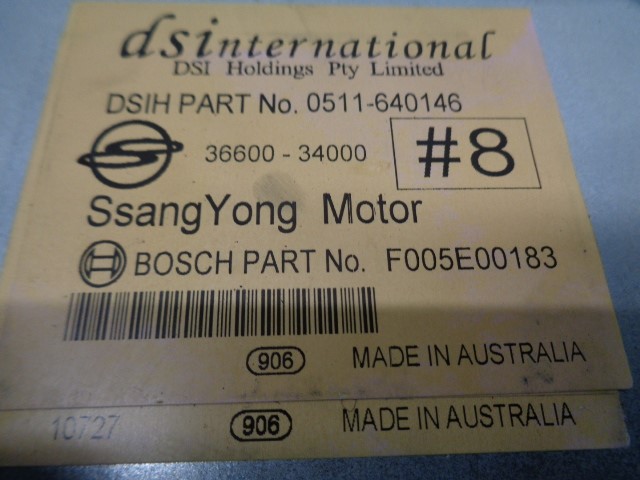 dsinternational
DSI Holdings Pty Limited
DSIH PART No. 0511-640146
36600 - 34000
#8
SsangYong Motor
BOSCH PART No. F005E00183
906 MADE IN AUSTRALIA
10727 906 MADE IN AUSTRALIA